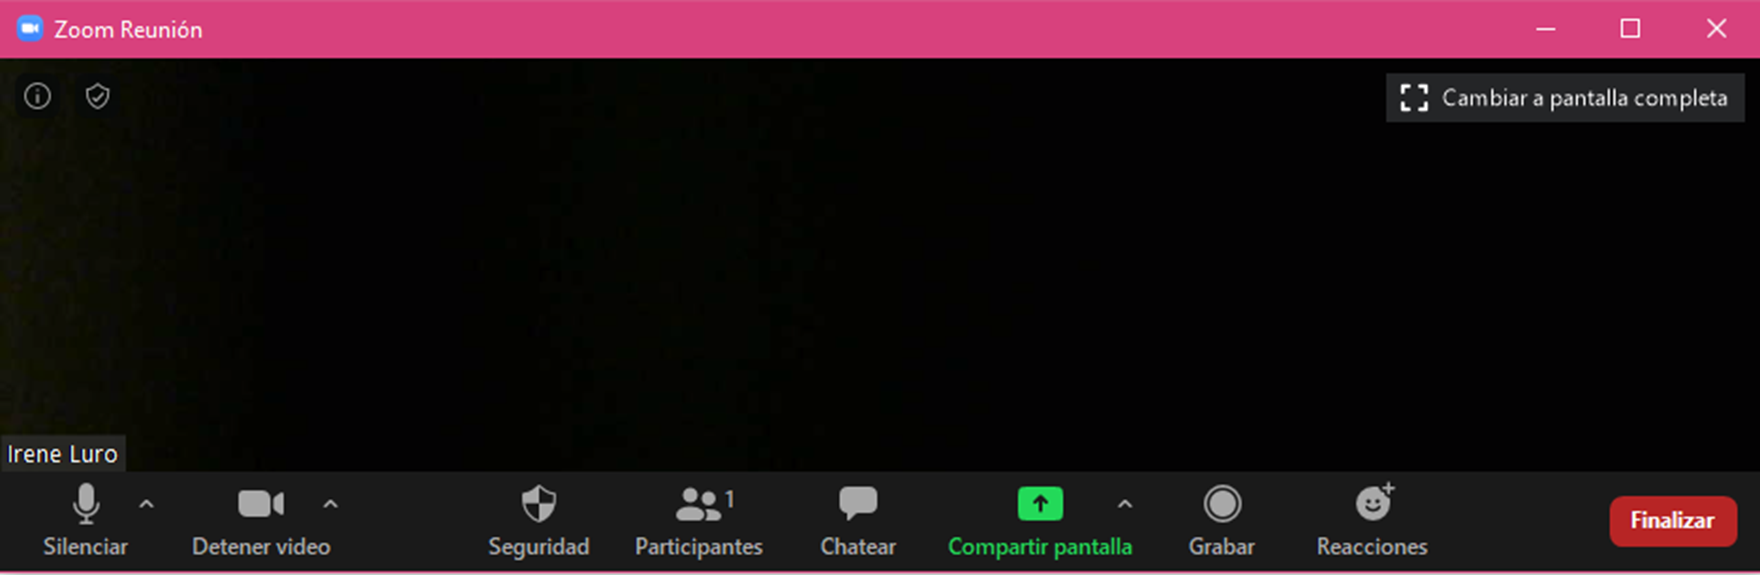 Zoom Reunión
Cambiar a pantalla completa
Irene Luro
1
Silenciar
Detener video
Seguridad
Participantes
Chatear
Compartir pantalla
Grabar
Reacciones
Finalizar